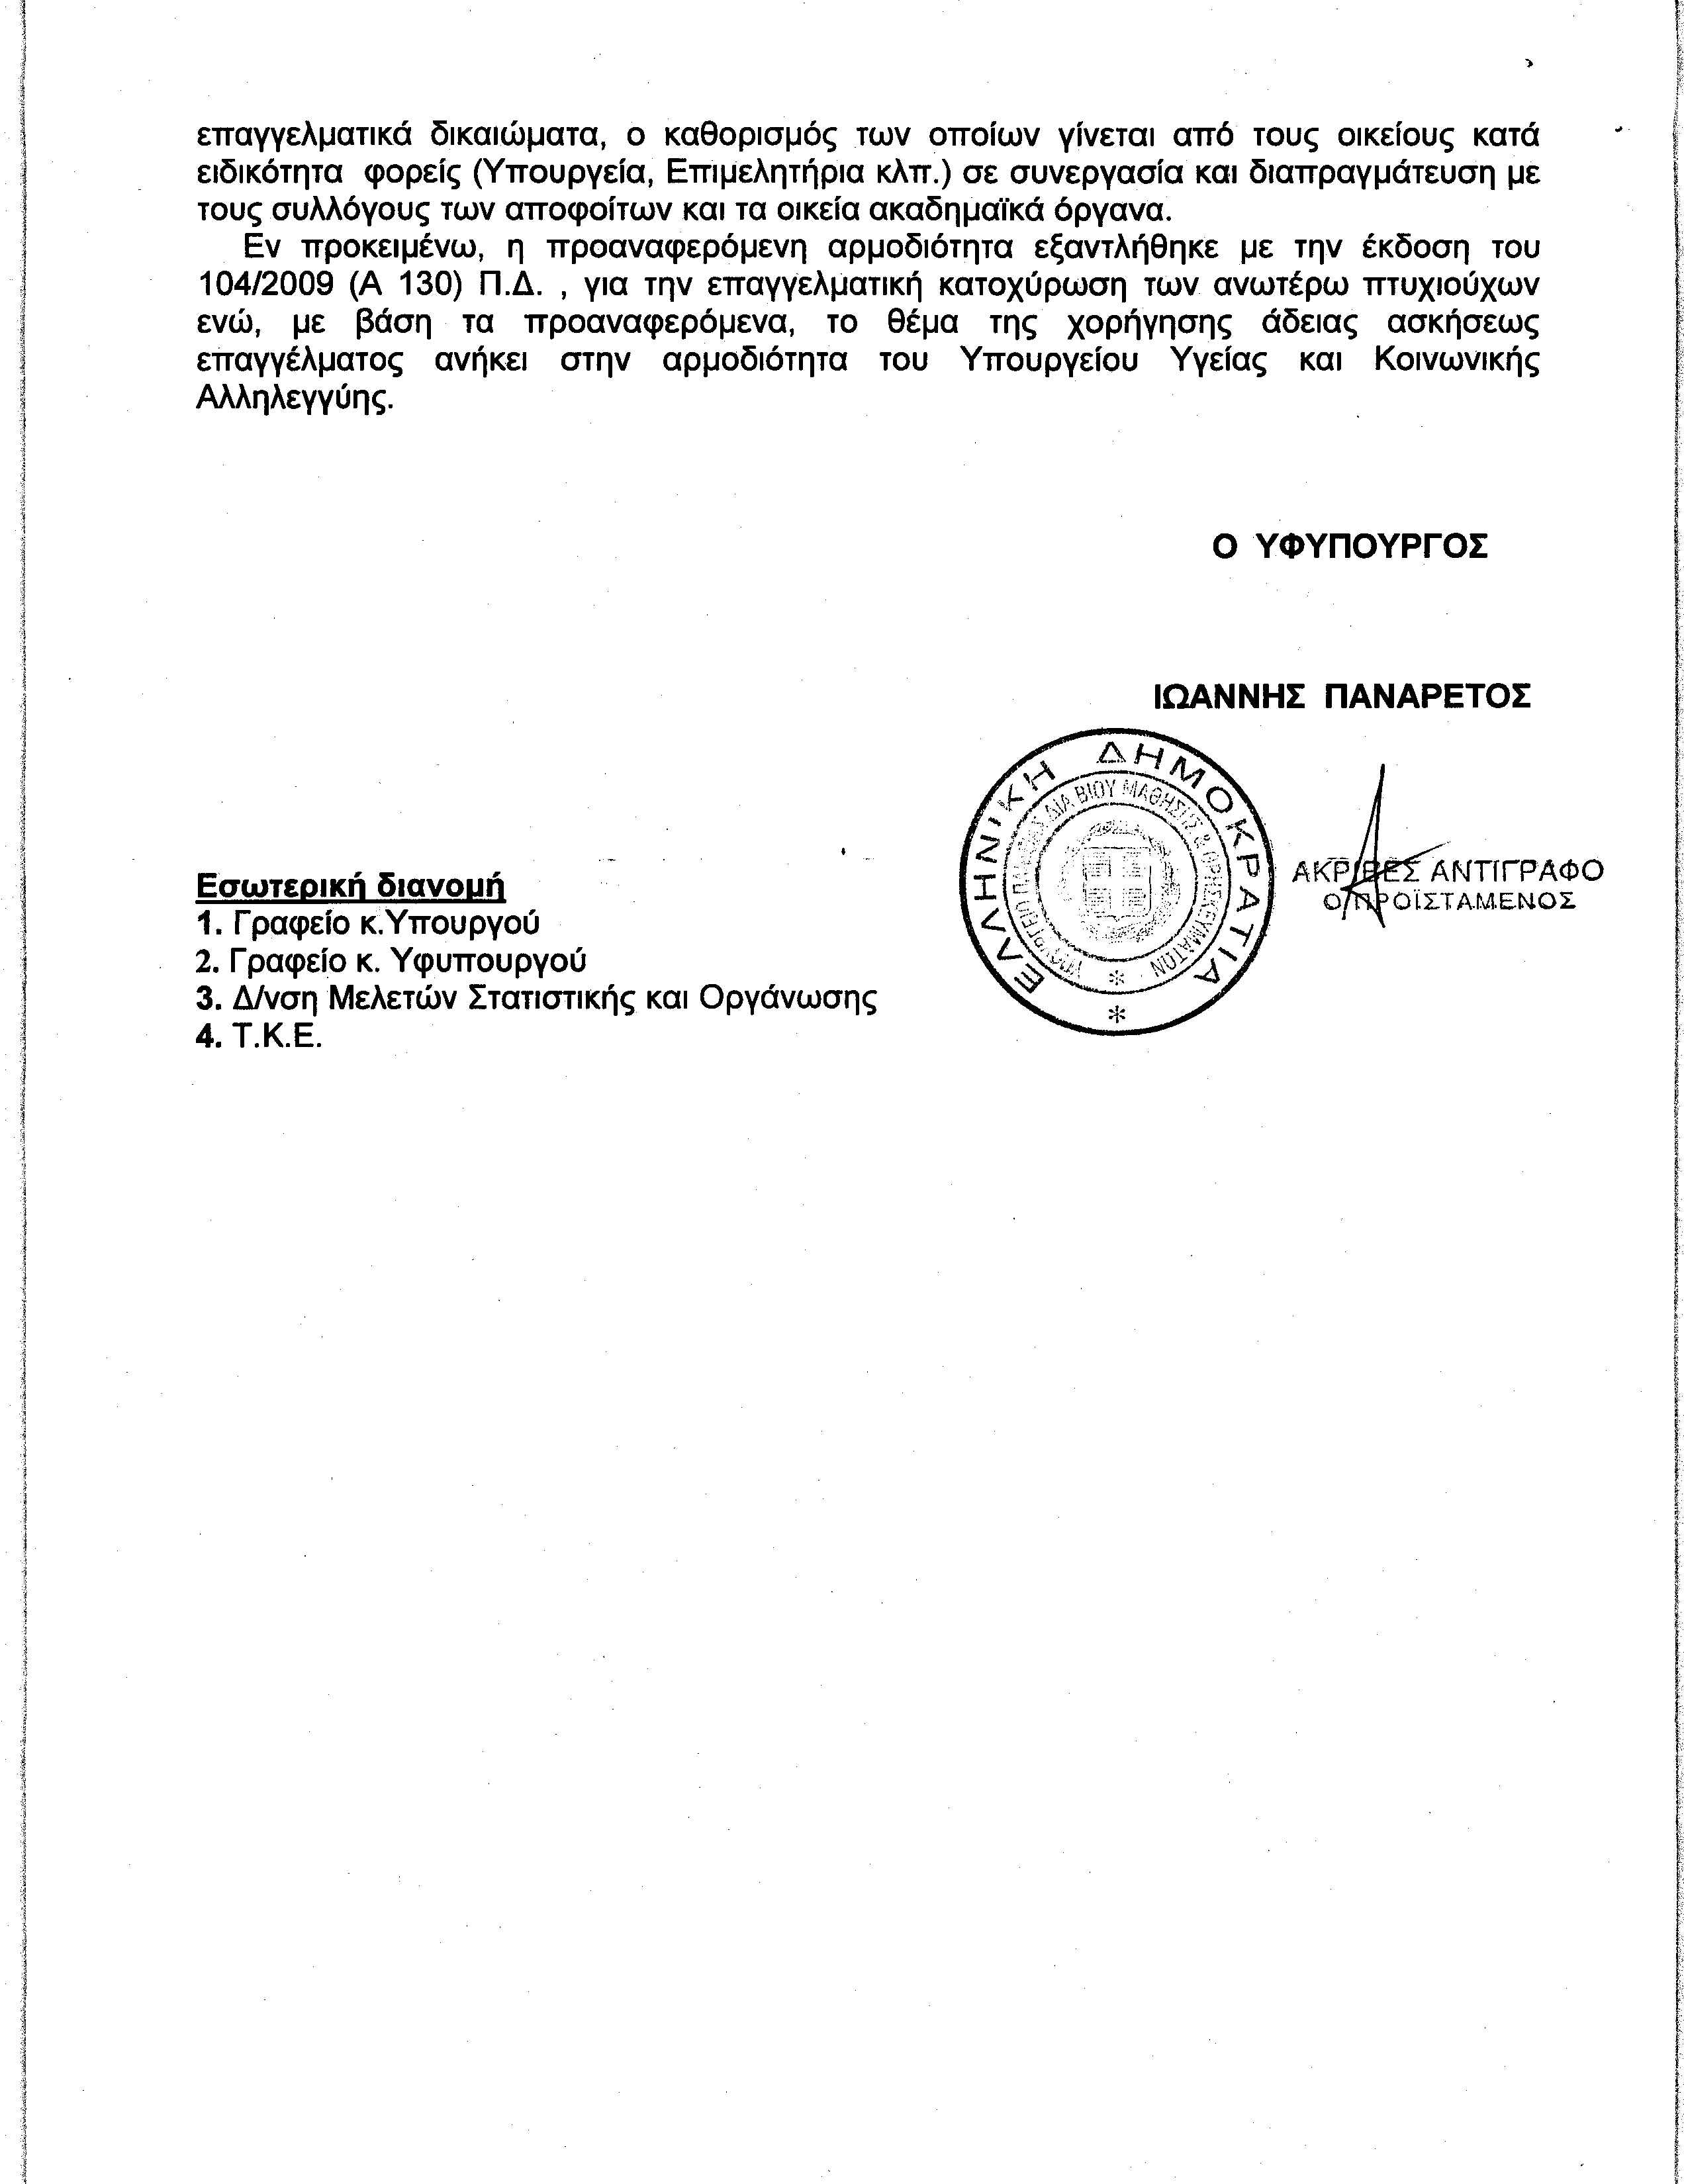 επαγγελματικά δικαιώματα, ο καθορισμός των οποίων γίνεται από τους οικείους κατά
ειδικότητα φορείς (Υπουργεία, Επιμελητήρια κλπ.) σε συνεργασία και διαπραγμάτευση με
τους συλλόγους των αποφοίτων και τα οικεία ακαδημαϊκά όργανα.
Εν προκειμένω, η προαναφερόμενη αρμοδιότητα εξαντλήθηκε με την έκδοση του
104/2009 (Α 130) Π.Δ. , για την επαγγελματική κατοχύρωση των ανωτέρω πτυχιούχων
ενώ, με βάση τα προαναφερόμενα, το θέμα της χορήγησης άδειας ασκήσεως
επαγγέλματος ανήκει στην αρμοδιότητα του Υπουργείου Υγείας και Κοινωνικής
Αλληλεγγύης.
Ο ΥΦΥΠΟΥΡΓΟΣ
ΙΩΑΝΝΗΣ ΠΑΝΑΡΕΤΟΣ
ΕΛΛΗΝΙΚΗ ΔΗΜΟΚΡΑΤΙΑ
ΔΙΑ ΒΙΟΥ ΜΑΘΗΣΗΣ & ΘΡΗΣΚΕΥΜΑΤΩΝ
ΑΚΡΙΒΕΣ ΑΝΤΙΓΡΑΦΟ
Ο ΠΡΟΪΣΤΑΜΕΝΟΣ
Εσωτερική διανομή
1. Γραφείο κ.Υπουργού
2. Γραφείο κ. Υφυπουργού
3. Δ/νση Μελετών Στατιστικής και Οργάνωσης
4. Τ.Κ.Ε.